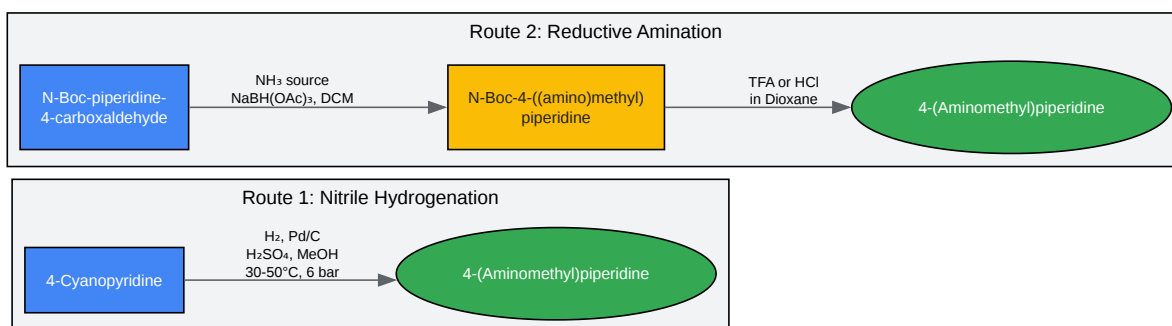 Route 2: Reductive Amination
N-Boc-piperidine-
4-carboxaldehyde
NH₃ source
NaBH(OAc)₃, DCM
N-Boc-4-((amino)methyl)
piperidine
TFA or HCl
in Dioxane
4-(Aminomethyl)piperidine
Route 1: Nitrile Hydrogenation
4-Cyanopyridine
H₂, Pd/C
H₂SO₄, MeOH
30-50°C, 6 bar
4-(Aminomethyl)piperidine